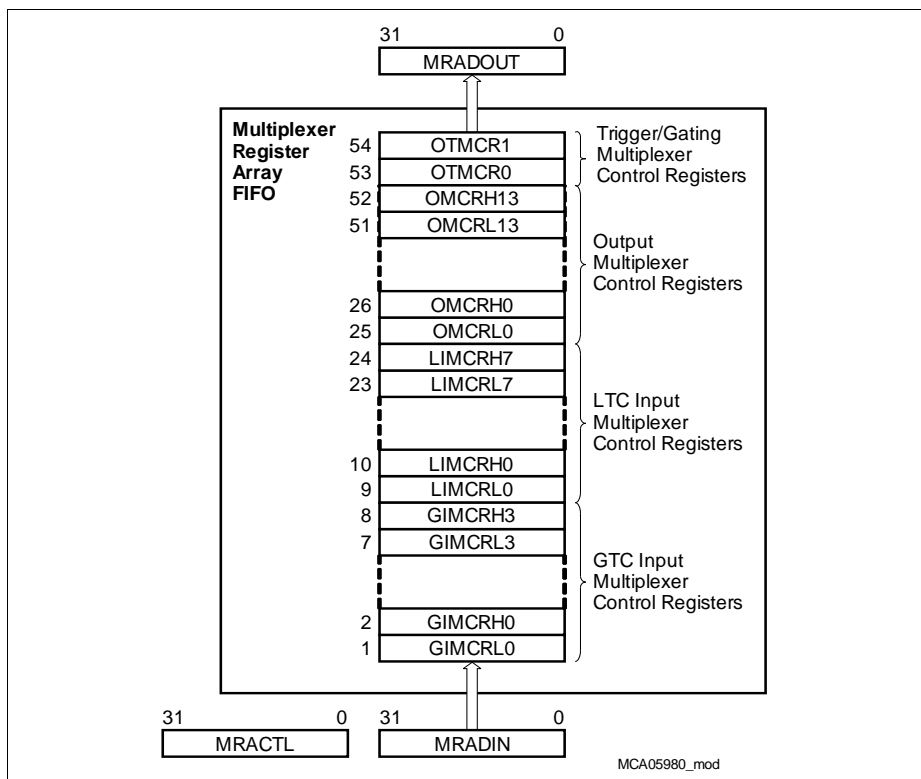 31 0
MRADOUT
Multiplexer
Register
Array
FIFO
54 OTMCR1
53 OTMCR0
52 OMCRH13
51 OMCRL13
Trigger/Gating
Multiplexer
Control Registers
26 OMCRH0
25 OMCRL0
Output
Multiplexer
Control Registers
24 LIMCRH7
23 LIMCRL7
10 LIMCRH0
9 LIMCRL0
LTC Input
Multiplexer
Control Registers
8 GIMCRH3
7 GIMCRL3
2 GIMCRH0
1 GIMCRL0
GTC Input
Multiplexer
Control Registers
31 0
MRACTL
31 0
MRADIN
MCA05980_mod